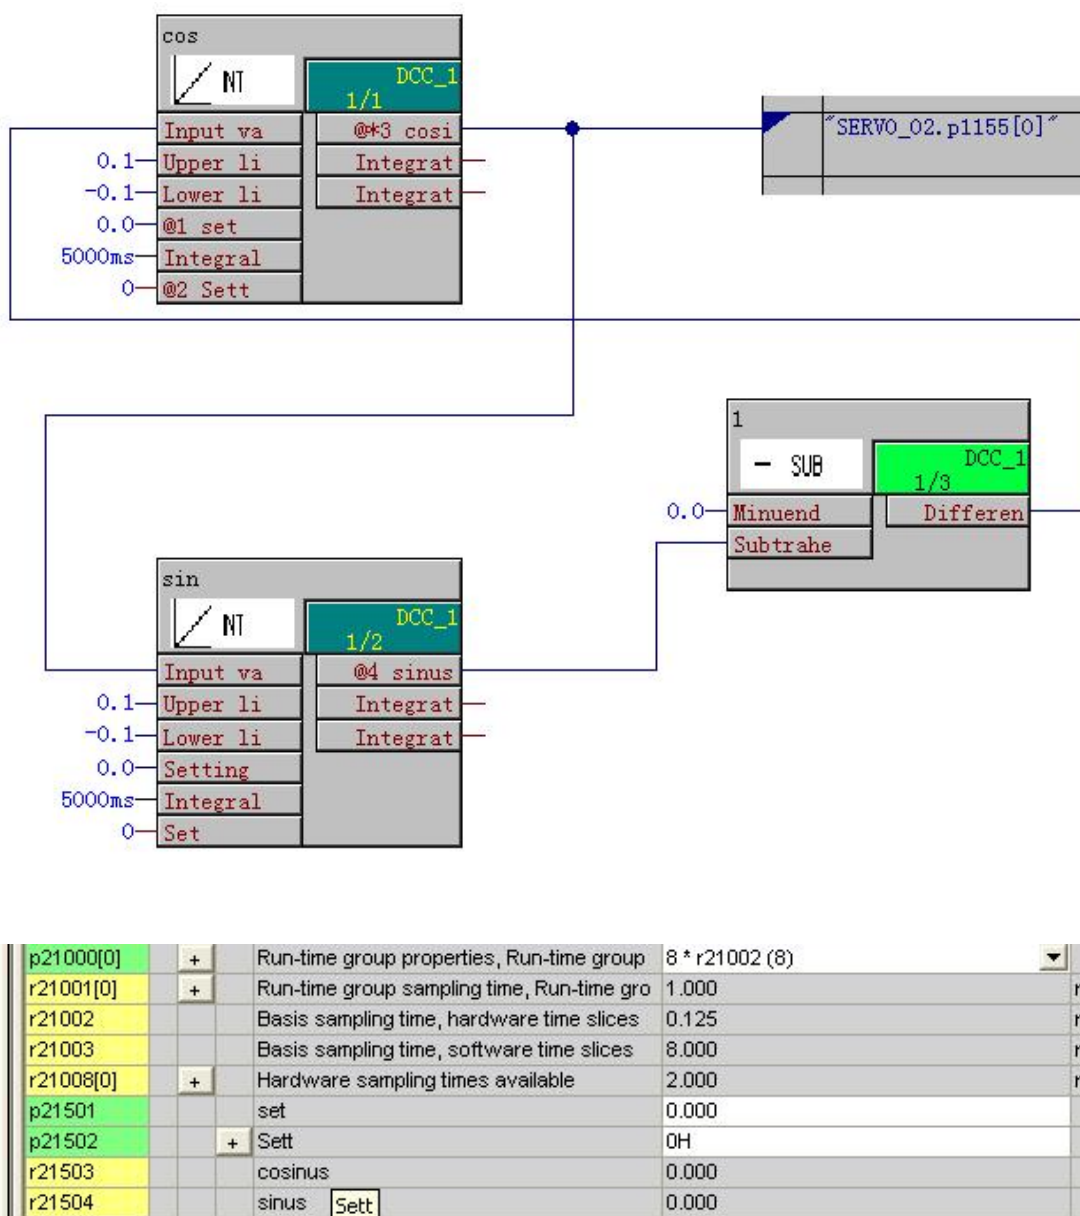 cos
INT
DCC_1
1/1
Input va
@*3 cosi
0.1
Upper li
Integrat
-0.1
Lower li
Integrat
0.0
@1 set
5000ms
Integral
0
@2 Sett
"SERVO_02.p1155[0]"
1
- SUB
DCC_1
1/3
0.0
Minuend
Differen
Subtrahe
sin
INT
DCC_1
1/2
Input va
@4 sinus
0.1
Upper li
Integrat
-0.1
Lower li
Integrat
0.0
Setting
5000ms
Integral
0
Set
p21000[0] + Run-time group properties, Run-time group 8 * r21002 (8)
r21001[0] + Run-time group sampling time, Run-time gro 1.000
r21002 Basis sampling time, hardware time slices 0.125
r21003 Basis sampling time, software time slices 8.000
r21008[0] + Hardware sampling times available 2.000
p21501 set 0.000
p21502 + Sett 0H
r21503 cosinus 0.000
r21504 sinus Sett 0.000